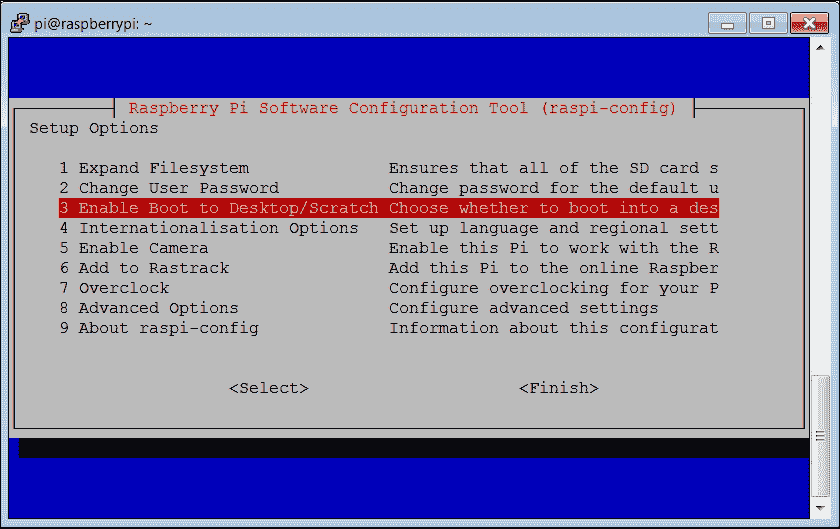 pi@raspberrypi: ~
Raspberry Pi Software Configuration Tool (raspi-config)
Setup Options
1 Expand Filesystem Ensures that all of the SD card s
2 Change User Password Change password for the default u
3 Enable Boot to Desktop/Scratch Choose whether to boot into a des
4 Internationalisation Options Set up language and regional sett
5 Enable Camera Enable this Pi to work with the R
6 Add to Rastrack Add this Pi to the online Raspber
7 Overclock Configure overclocking for your P
8 Advanced Options Configure advanced settings
9 About raspi-config Information about this configurat
<Select> <Finish>